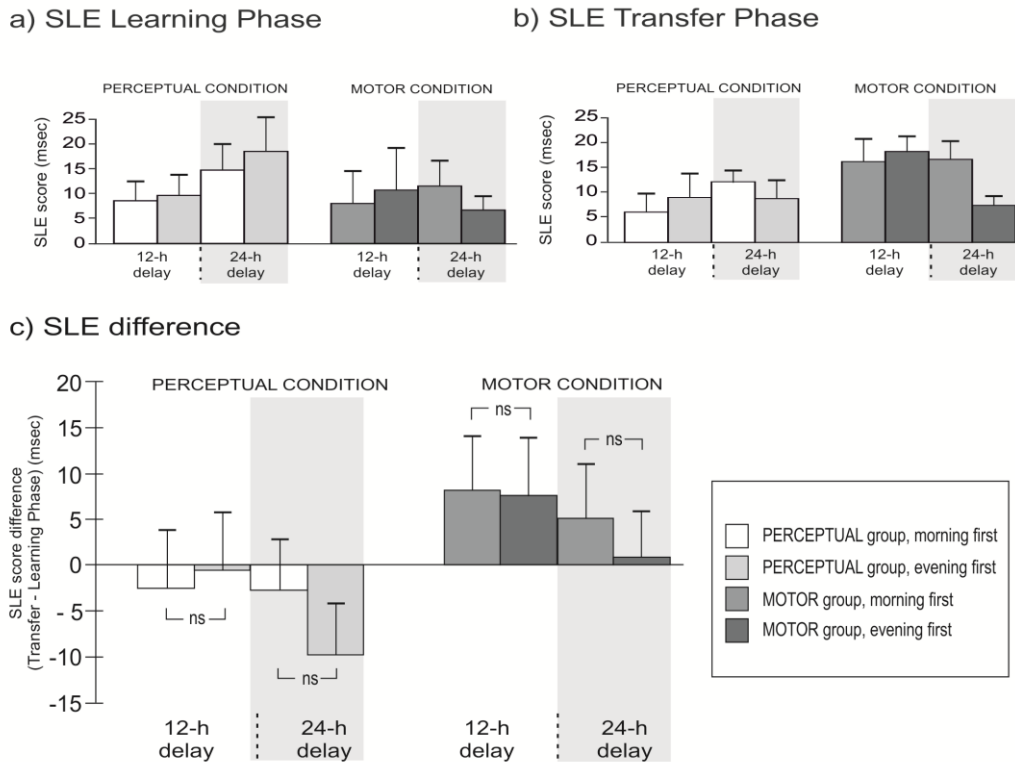 a) SLE Learning Phase
PERCEPTUAL CONDITION
MOTOR CONDITION
SLE score (msec)
25
20
15
10
5
0
12-h
delay
24-h
delay
12-h
delay
24-h
delay
b) SLE Transfer Phase
PERCEPTUAL CONDITION
MOTOR CONDITION
SLE score (msec)
25
20
15
10
5
0
12-h
delay
24-h
delay
12-h
delay
24-h
delay
c) SLE difference
PERCEPTUAL CONDITION
MOTOR CONDITION
SLE score difference
(Transfer - Learning Phase) (msec)
20
15
10
5
0
- 5
-10
-15
ns
ns
ns
ns
12-h
delay
24-h
delay
12-h
delay
24-h
delay
PERCEPTUAL group, morning first
PERCEPTUAL group, evening first
MOTOR group, morning first
MOTOR group, evening first